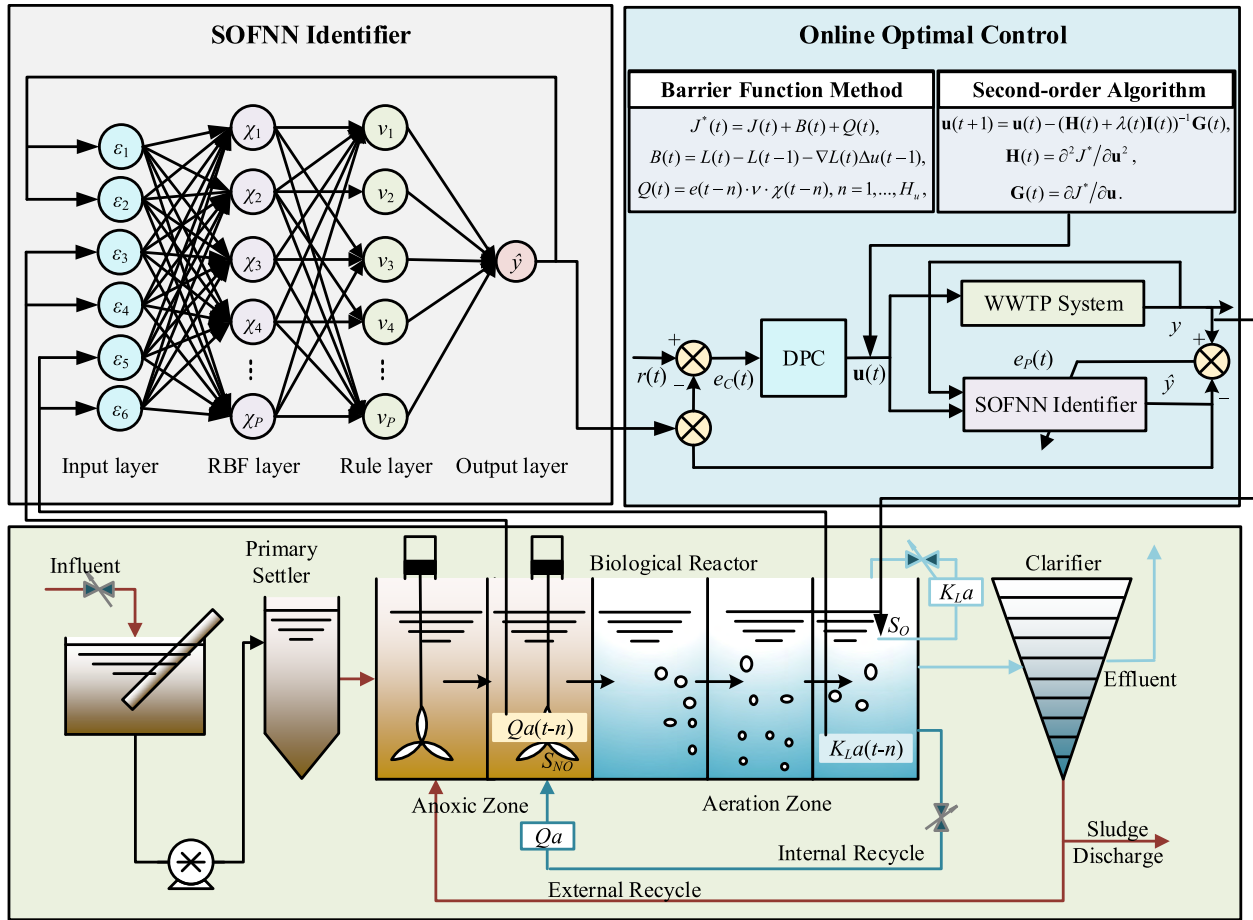 SOFNN Identifier
ε1
ε2
ε3
ε4
ε5
ε6
χ1
χ2
χ3
χ4
χP
v1
v2
v3
v4
vP
ŷ
Input layer
RBF layer
Rule layer
Output layer
Online Optimal Control
Barrier Function Method
J*(t) = J(t) + B(t) + Q(t),
B(t) = L(t) − L(t−1) − ∇L(t)Δu(t−1),
Q(t) = e(t−n)·v·χ(t−n), n = 1,..., Hu,
Second-order Algorithm
u(t+1) = u(t) − (H(t) + λ(t)I(t))⁻¹G(t),
H(t) = ∂²J*/∂u² ,
G(t) = ∂J*/∂u.
WWTP System
y
+
+
r(t)
−
eC(t)
DPC
u(t)
eP(t)
SOFNN Identifier
ŷ
−
Influent
Primary
Settler
Biological Reactor
Clarifier
KLa
SO
Effluent
Qa(t-n)
SNO
KLa(t-n)
Anoxic Zone
Aeration Zone
Qa
Internal Recycle
External Recycle
Sludge
Discharge